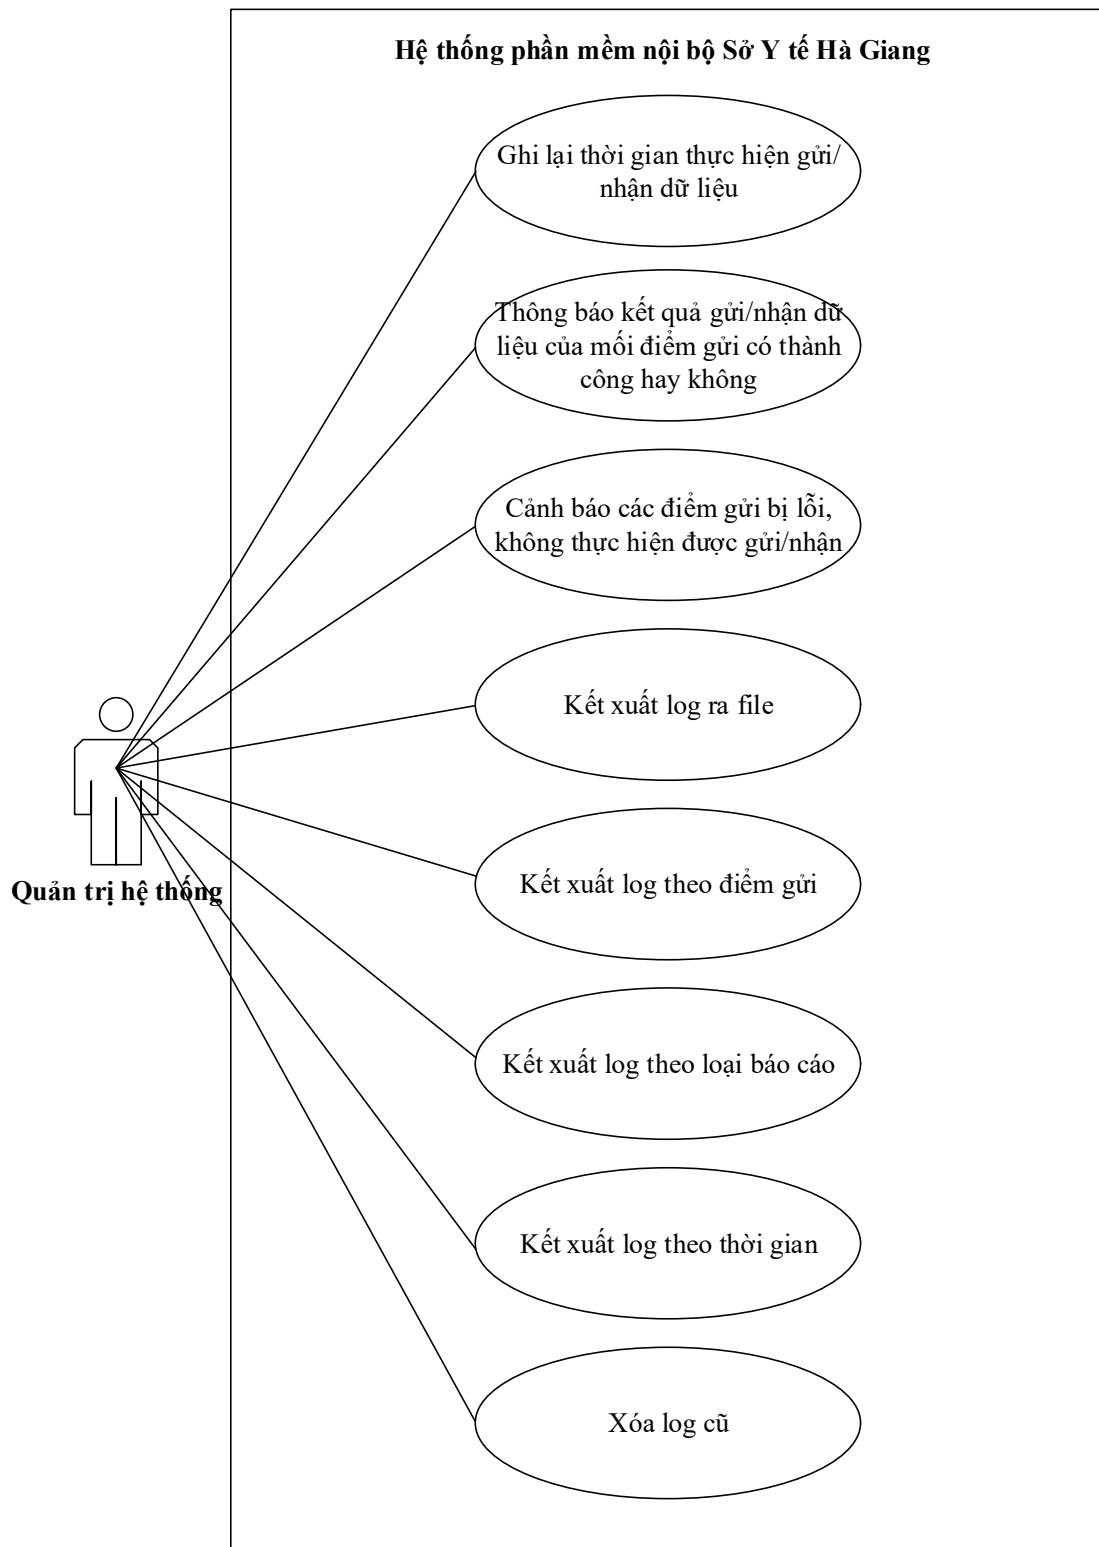 Hệ thống phần mềm nội bộ Sở Y tế Hà Giang
Ghi lại thời gian thực hiện gửi/
nhận dữ liệu
Thông báo kết quả gửi/nhận dữ
liệu của mối điểm gửi có thành
công hay không
Cảnh báo các điểm gửi bị lỗi,
không thực hiện được gửi/nhận
Kết xuất log ra file
Kết xuất log theo điểm gửi
Quản trị hệ thống
Kết xuất log theo loại báo cáo
Kết xuất log theo thời gian
Xóa log cũ